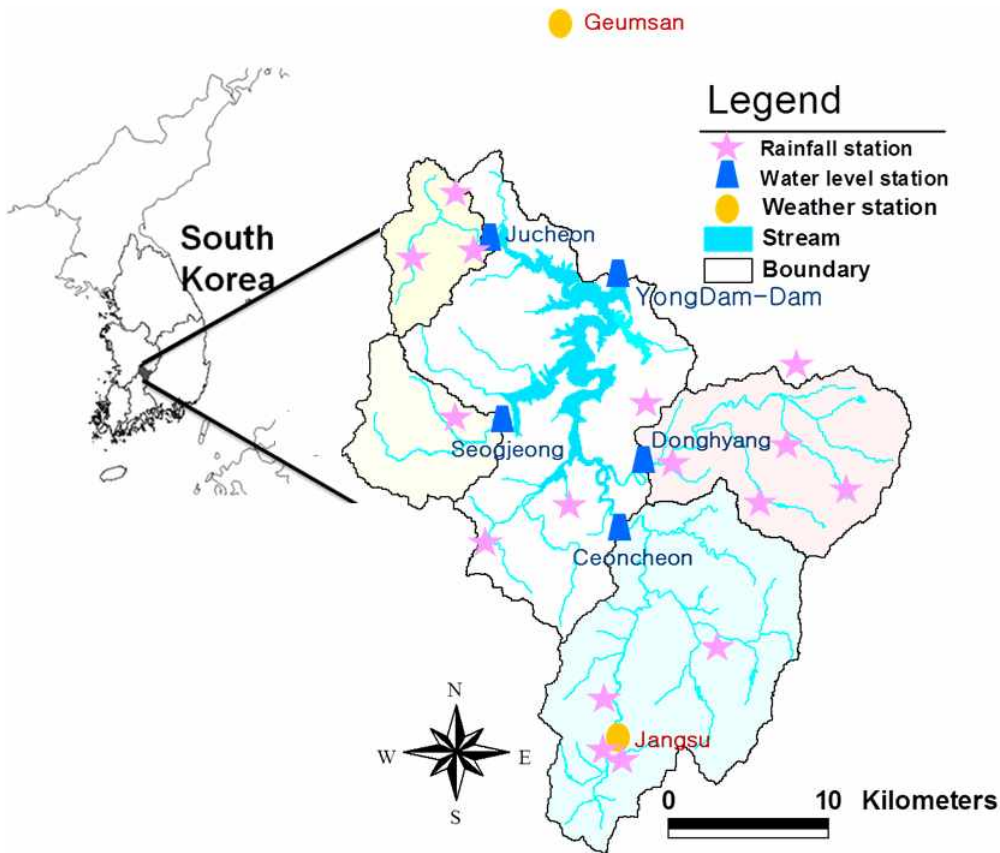 Geumsan
Legend
Rainfall station
Water level station
Weather station
Stream
Boundary
South
Korea
Jucheon
YongDam-Dam
Seogjeong
Donghyang
Ceoncheon
Jangsu
N
W
E
S
0
10
Kilometers